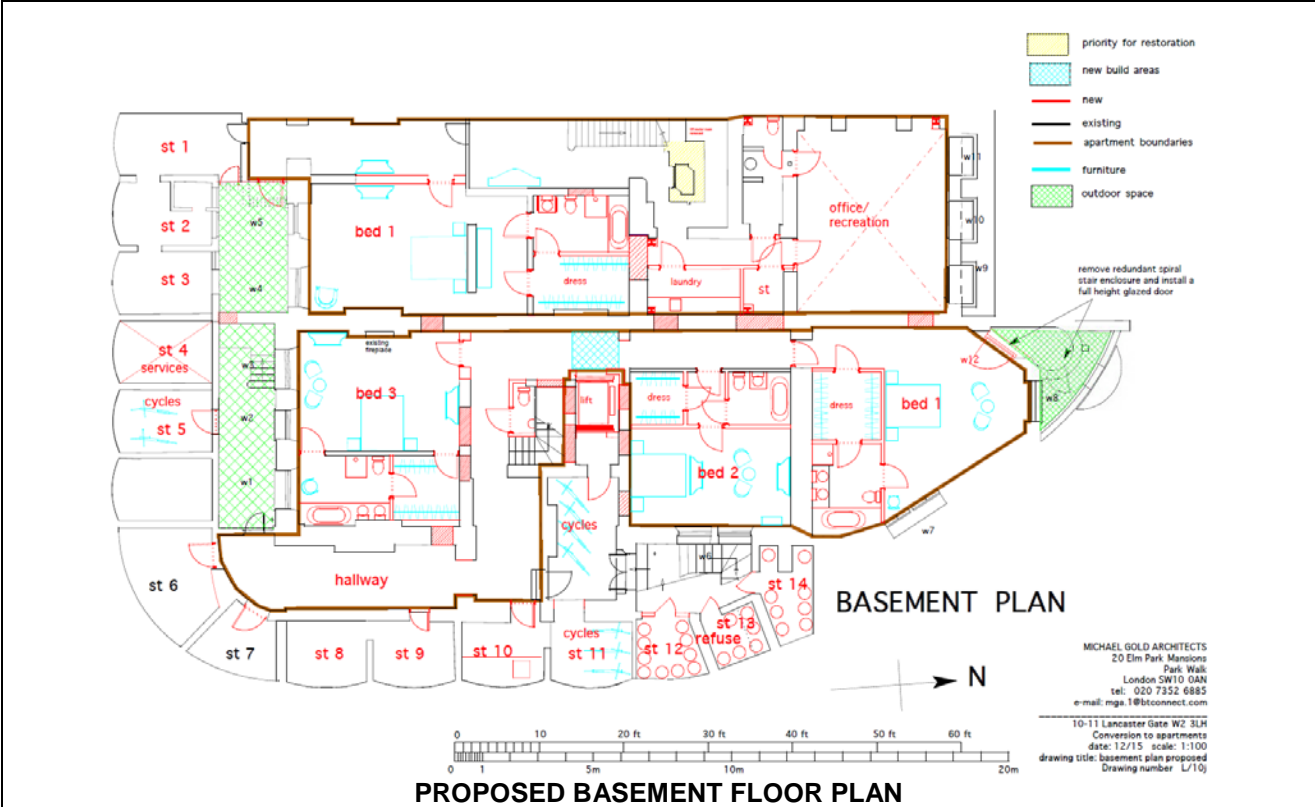 priority for restoration
new build areas
new
existing
apartment boundaries
furniture
outdoor space
st 1
st 2
st 3
st 4
services
cycles
st 5
st 6
st 7
st 8
st 9
st 10
cycles
st 11
st 12
st 13
refuse
st 14
w5
w4
w3
w2
w1
bed 1
dress
laundry
st
office/
recreation
w11
w10
w9
remove redundant spiral
stair enclosure and install a
full height glazed door
existing
fireplace
bed 3
lift
dress
bed 2
dress
bed 1
w12
w8
w7
w6
cycles
hallway
BASEMENT PLAN
N
MICHAEL GOLD ARCHITECTS
20 Elm Park Mansions
Park Walk
London SW10 0AN
tel: 020 7352 6885
e-mail: mga.1@btconnect.com
10-11 Lancaster Gate W2 3LH
Conversion to apartments
date: 12/15 scale: 1:100
drawing title: basement plan proposed
Drawing number L/10j
0 10 20 ft 30 ft 40 ft 50 ft 60 ft
0 1 5m 10m 20m
PROPOSED BASEMENT FLOOR PLAN